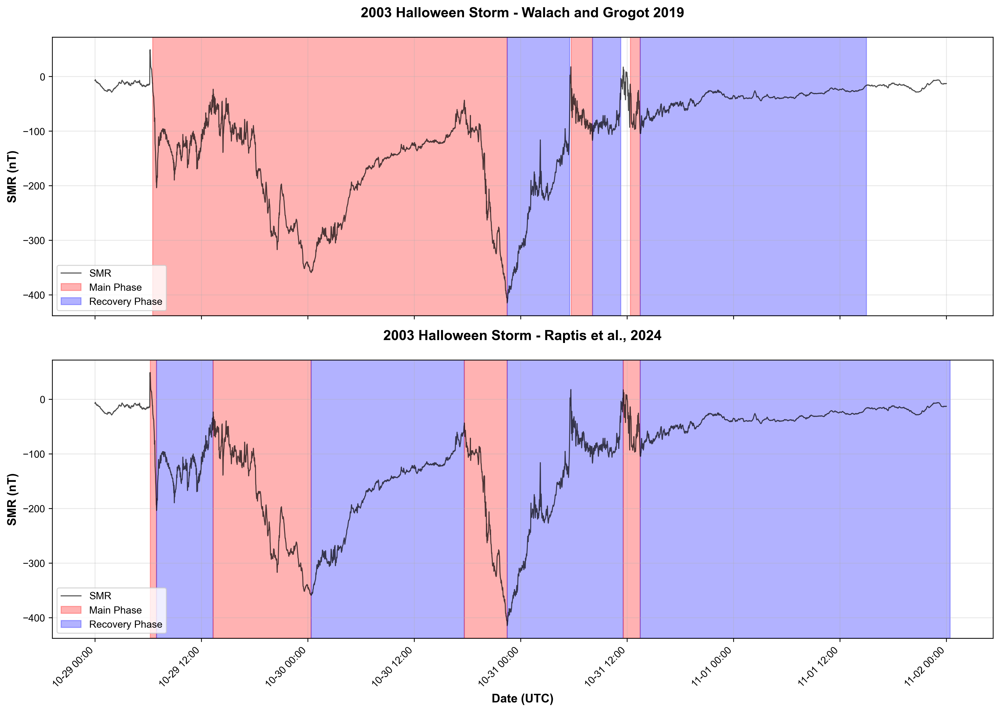 2003 Halloween Storm - Walach and Grogot 2019
SMR (nT)
0
−100
−200
−300
−400
SMR
Main Phase
Recovery Phase
2003 Halloween Storm - Raptis et al., 2024
SMR (nT)
0
−100
−200
−300
−400
SMR
Main Phase
Recovery Phase
10-29 00:00
10-29 12:00
10-30 00:00
10-30 12:00
10-31 00:00
10-31 12:00
11-01 00:00
11-01 12:00
11-02 00:00
Date (UTC)